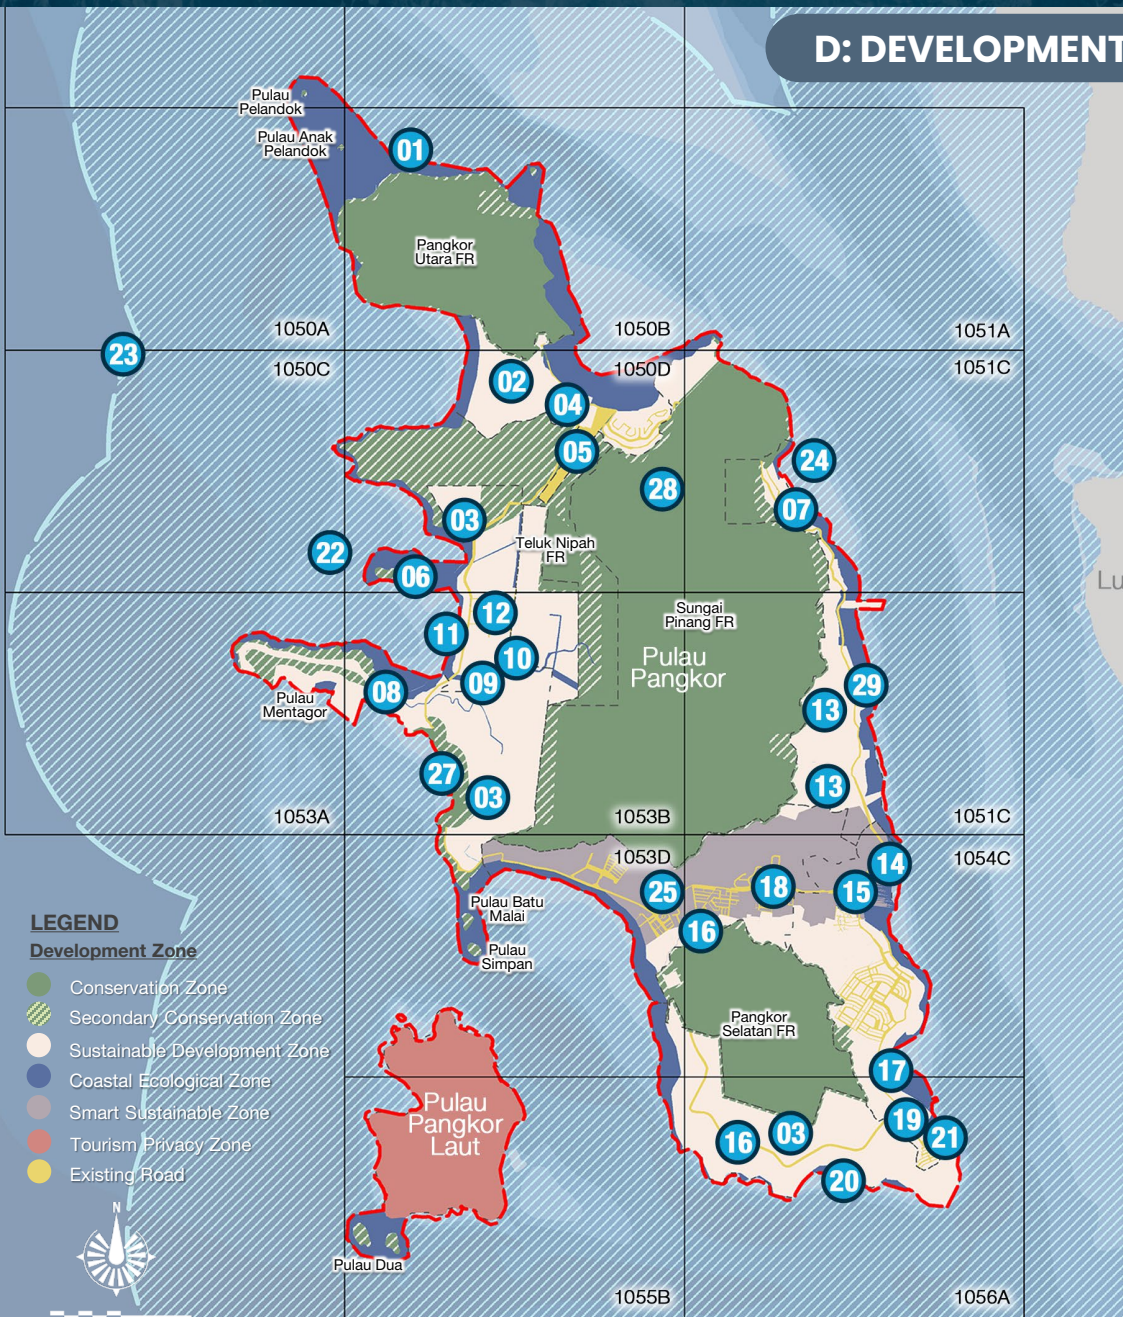 D: DEVELOPMENT
Pulau
Pelandok
Pulau Anak
Pelandok
01
Pangkor
Utara FR
1050A
1050B
1051A
23
1050C
1050D
1051C
02
04
05
24
28
03
07
Teluk Nipah
FR
22
06
12
Sungai
Pinang FR
11
10
Pulau
Pangkor
09
29
08
Pulau
Mentagor
13
27
03
13
1053A
1053B
1051C
1053D
1054C
14
25
18
15
Pulau Batu
Malai
16
Pulau
Simpan
LEGEND
Development Zone
Conservation Zone
Secondary Conservation Zone
Sustainable Development Zone
Coastal Ecological Zone
Smart Sustainable Zone
Tourism Privacy Zone
Existing Road
N
Pangkor
Selatan FR
17
Pulau
Pangkor
Laut
19
21
16
03
20
Pulau Dua
1055B
1056A
Lu